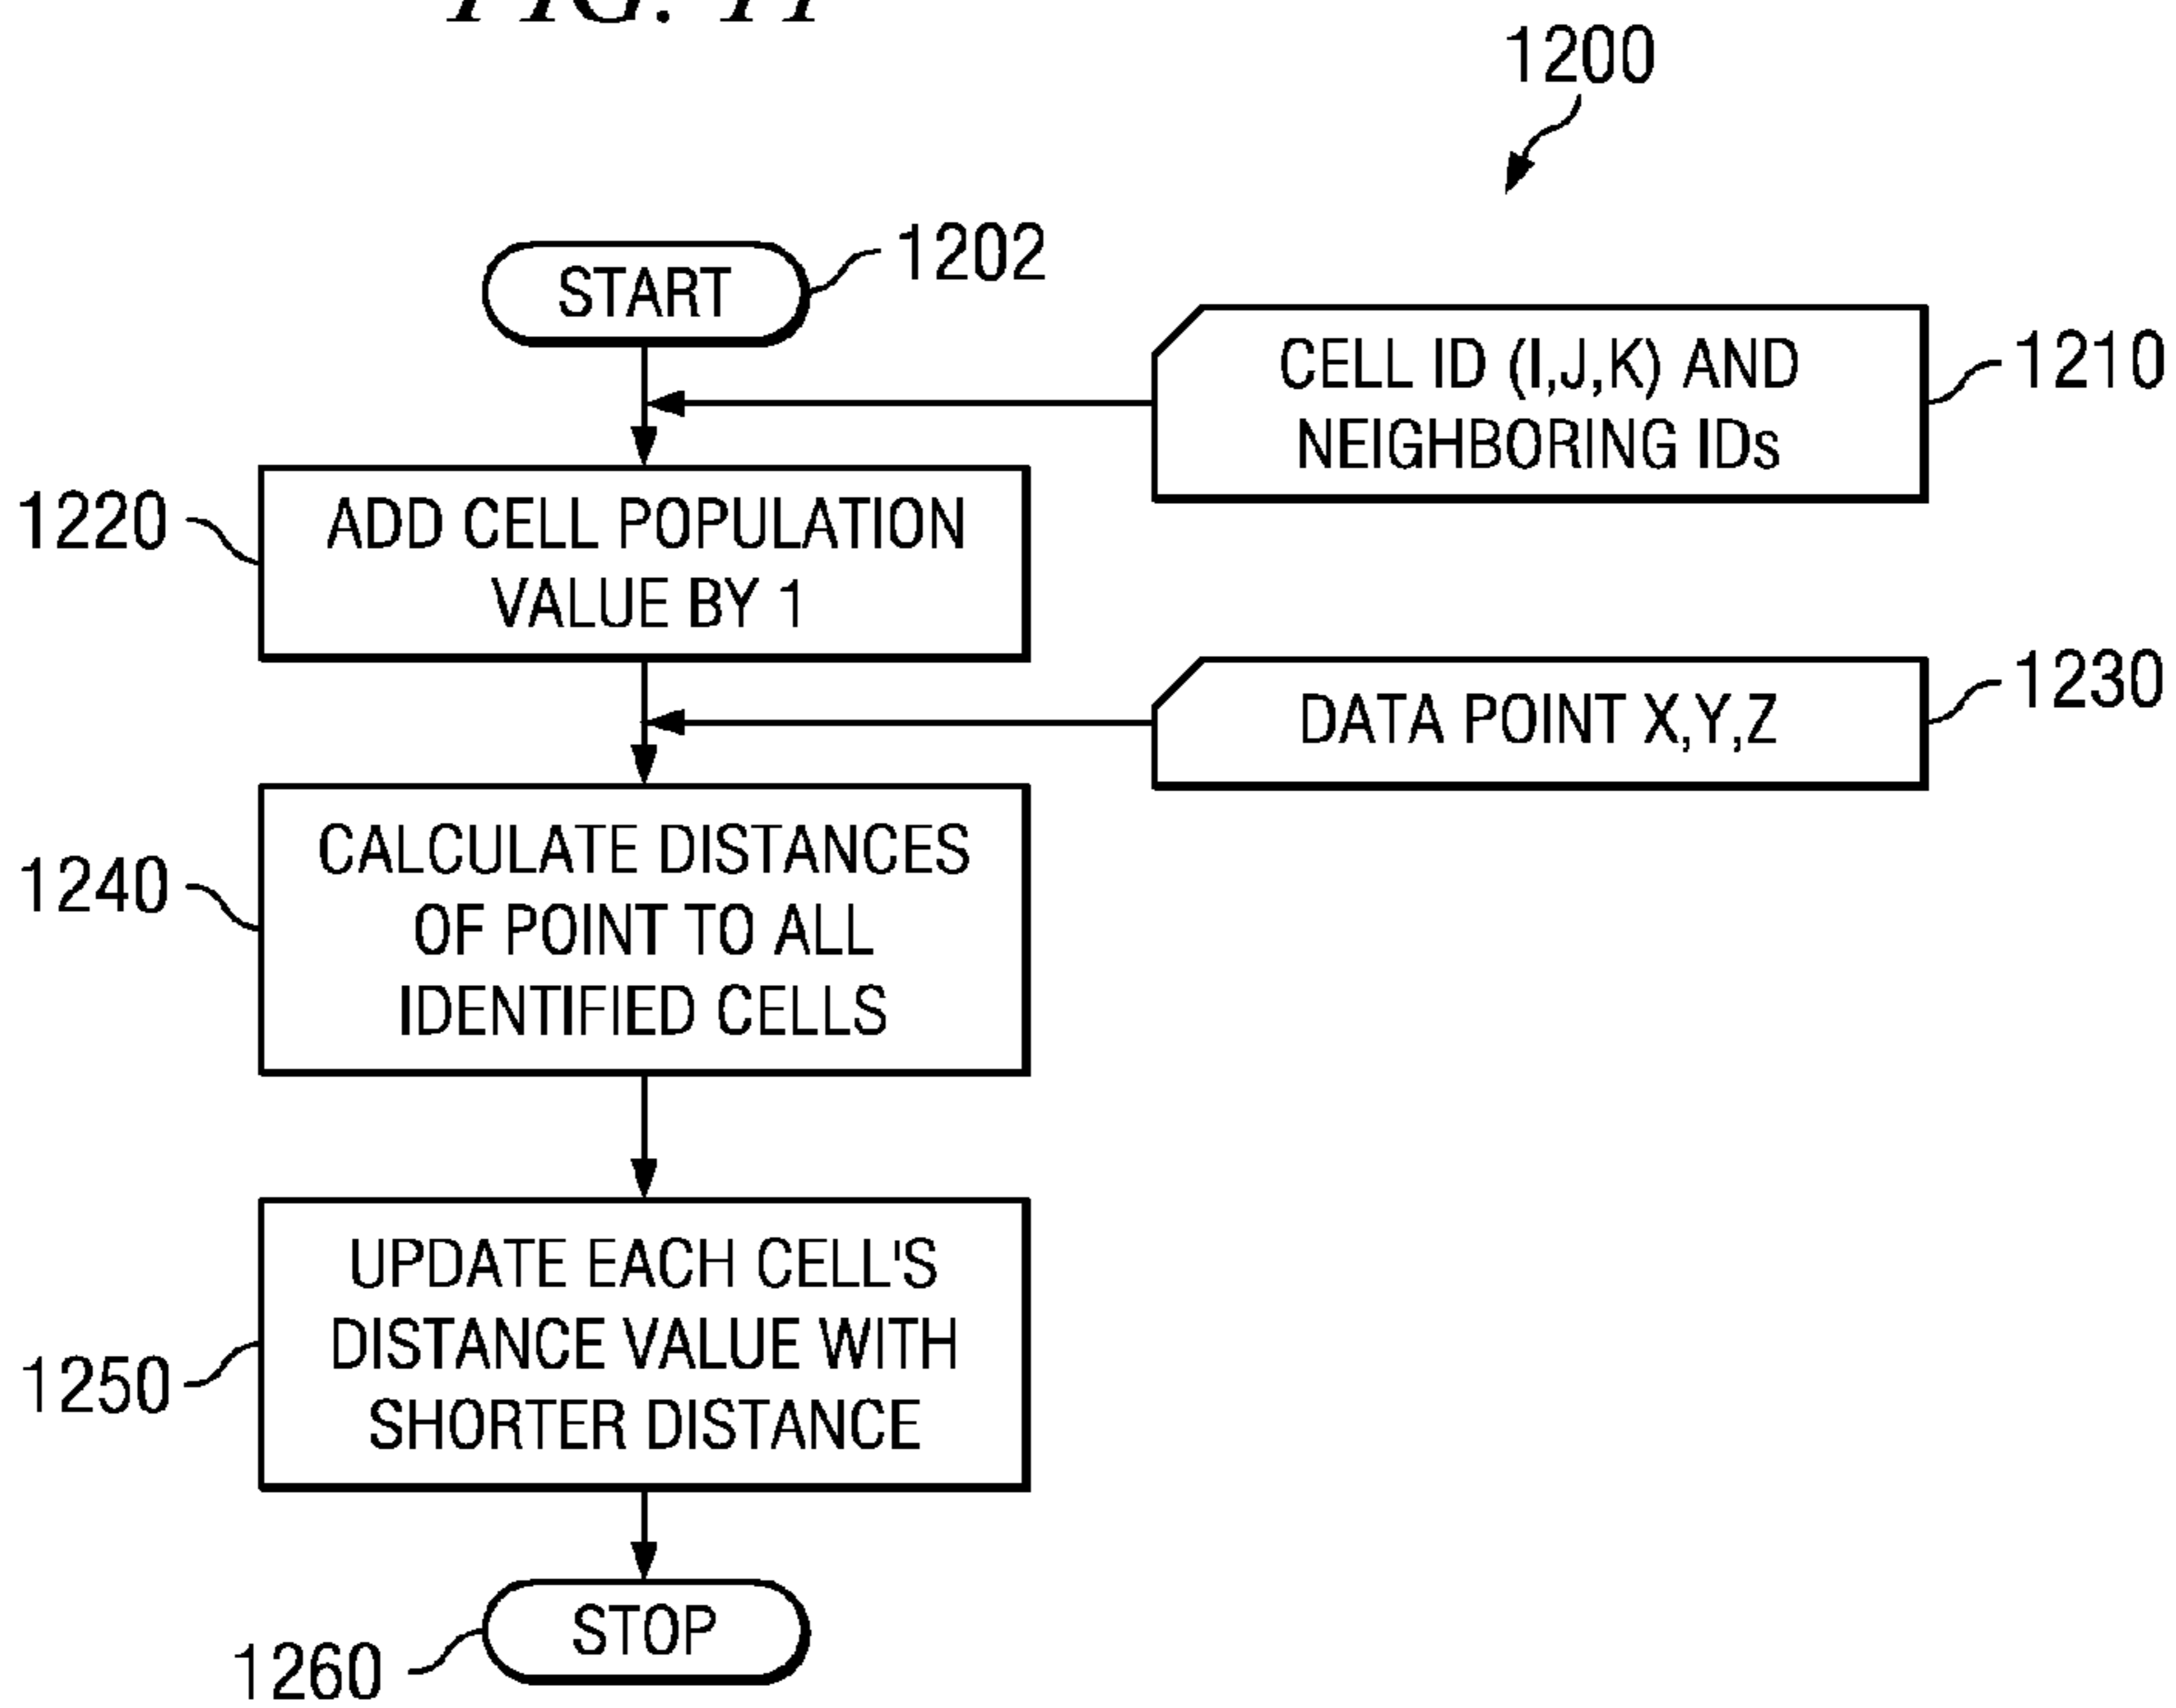 1200
START
1202
CELL ID (I,J,K) AND
NEIGHBORING IDs
1210
1220
ADD CELL POPULATION
VALUE BY 1
DATA POINT X,Y,Z
1230
1240
CALCULATE DISTANCES
OF POINT TO ALL
IDENTIFIED CELLS
1250
UPDATE EACH CELL'S
DISTANCE VALUE WITH
SHORTER DISTANCE
STOP
1260